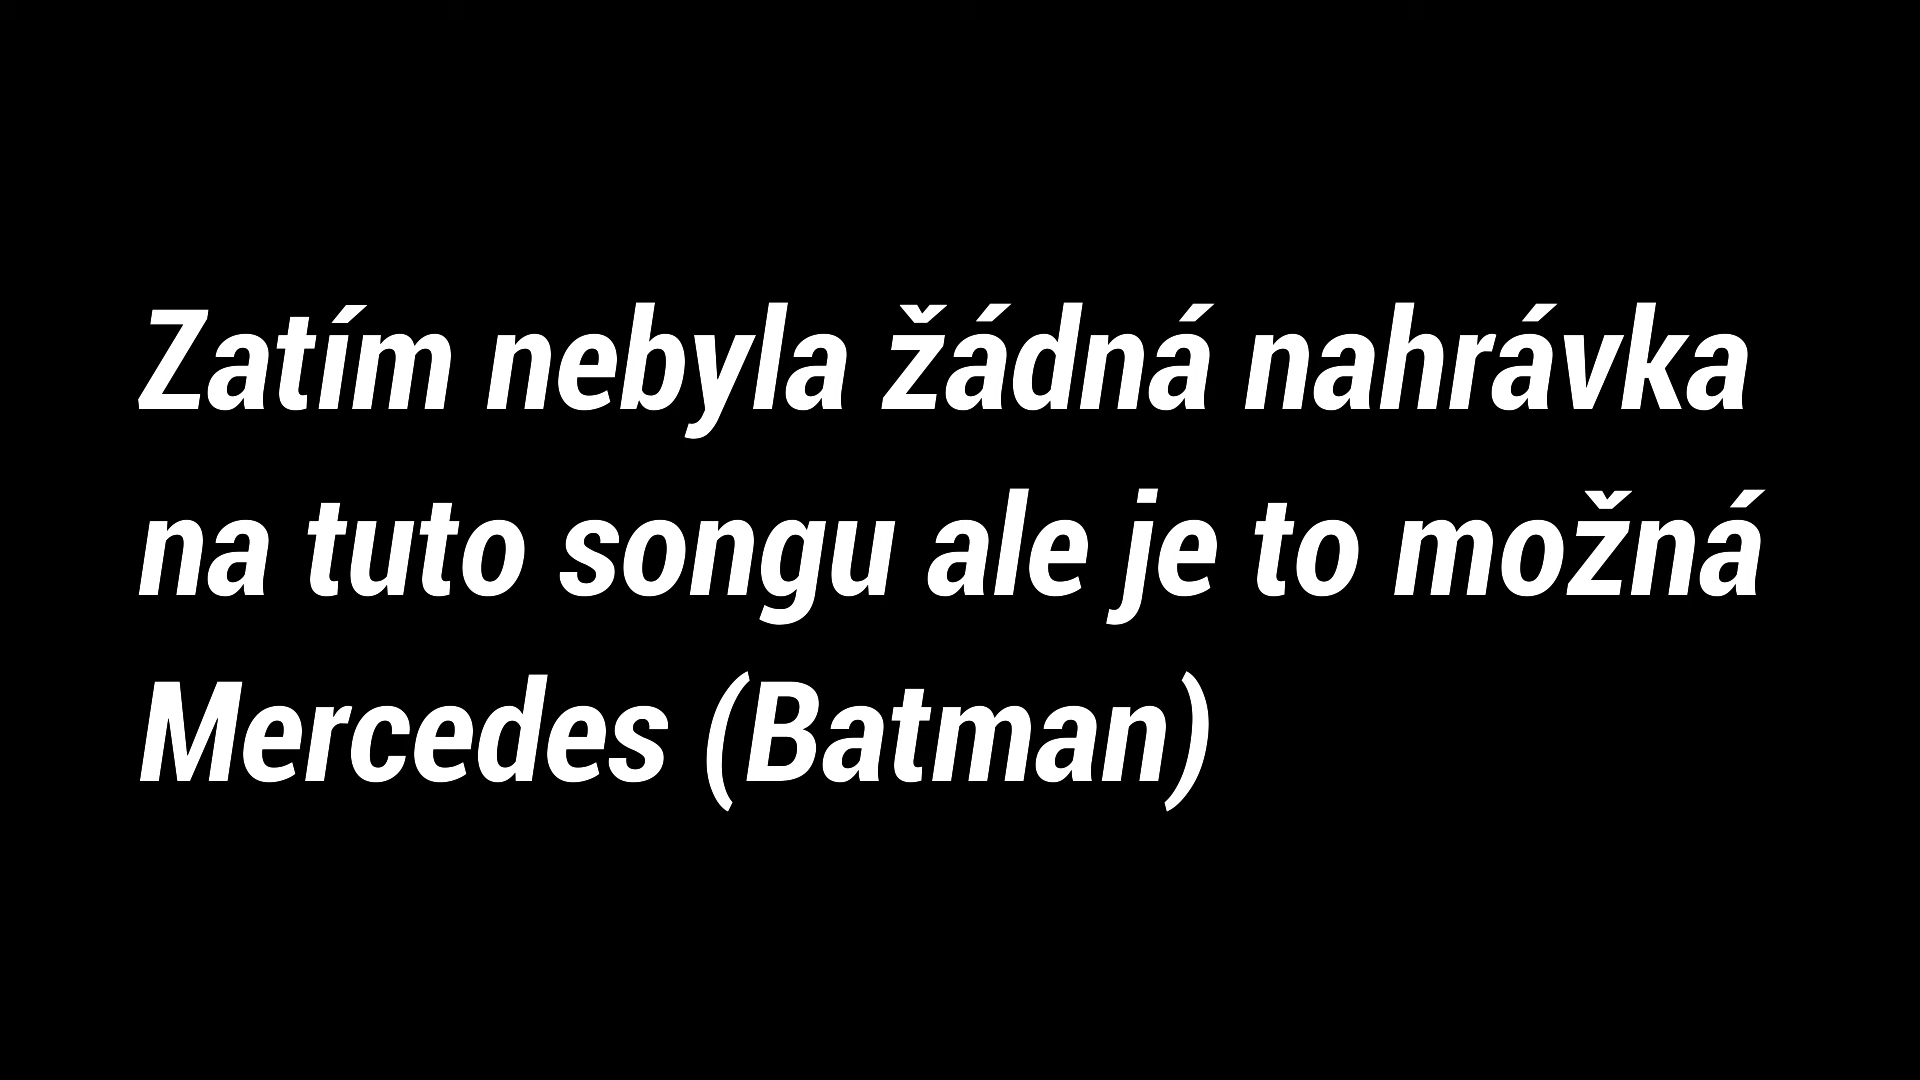 Zatím nebyla žádná nahrávka
na tuto songu ale je to možná
Mercedes (Batman)